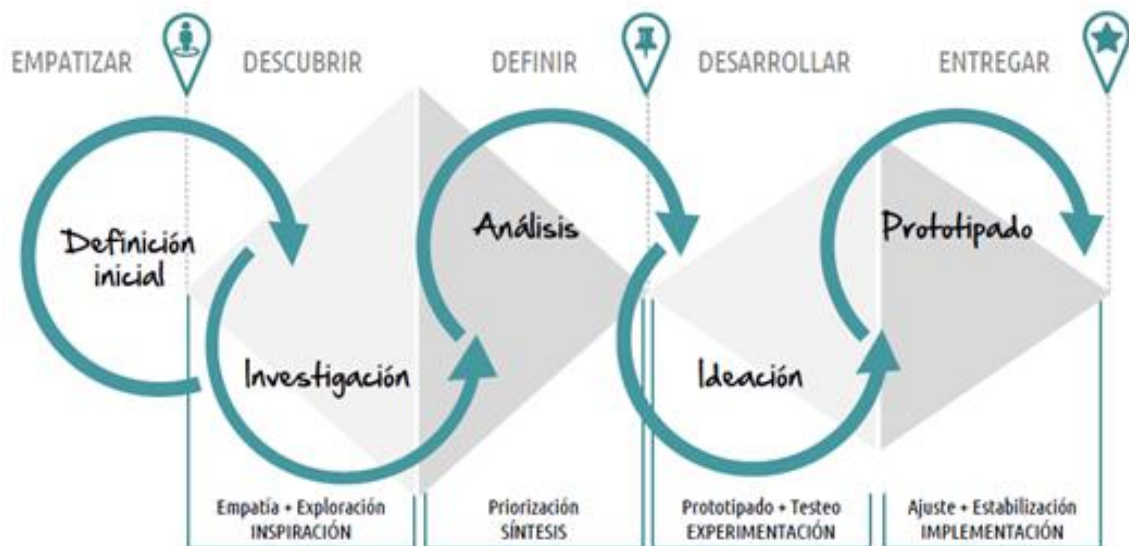 EMPATIZAR
DESCUBRIR
DEFINIR
DESARROLLAR
ENTREGAR
Definición
inicial
Investigación
Análisis
Ideación
Prototipado
Empatía + Exploración
INSPIRACIÓN
Priorización
SÍNTESIS
Prototipado + Testeo
EXPERIMENTACIÓN
Ajuste + Estabilización
IMPLEMENTACIÓN